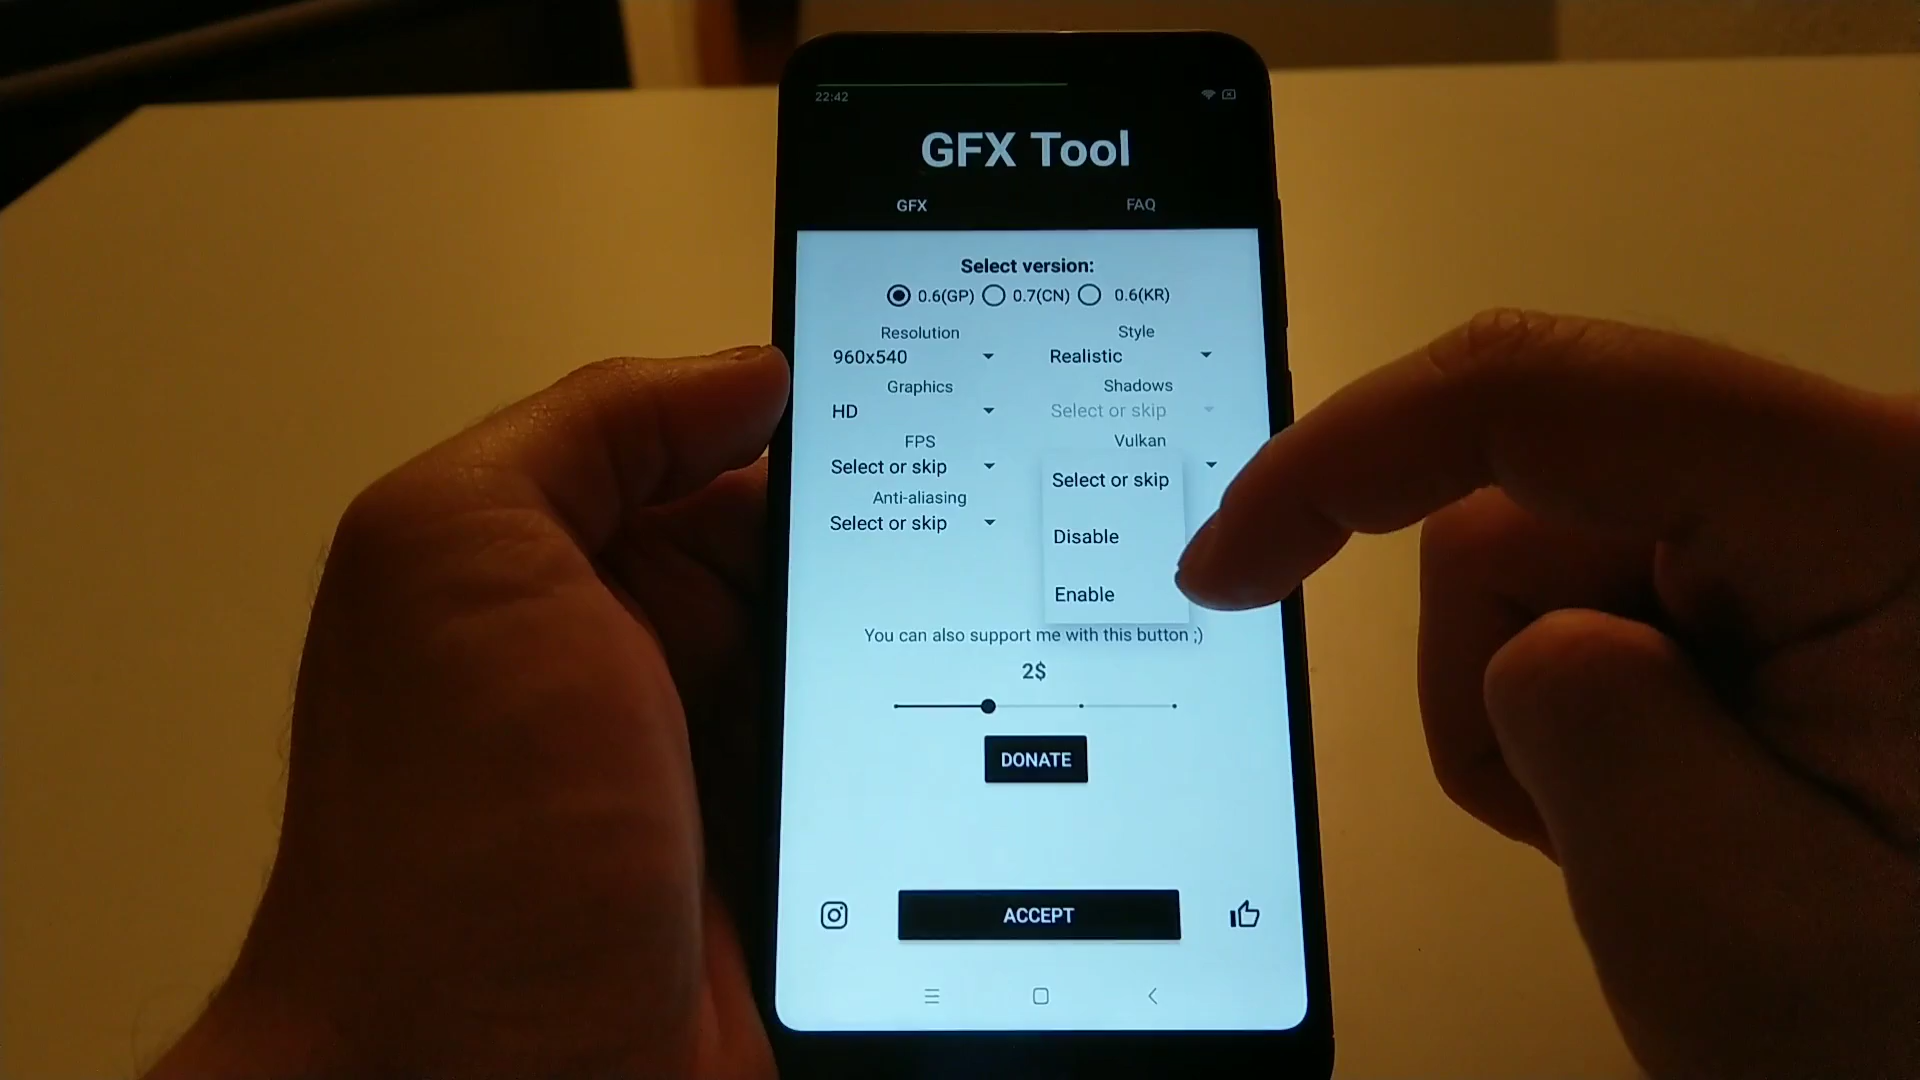 22:42
GFX Tool
GFX FAQ
Select version:
0.6(GP) 0.7(CN) 0.6(KR)
Resolution Style
960x540 Realistic
Graphics Shadows
HD Select or skip
FPS Vulkan
Select or skip Select or skip
Anti-aliasing
Select or skip Disable
Enable
You can also support me with this button ;)
2$
DONATE
ACCEPT